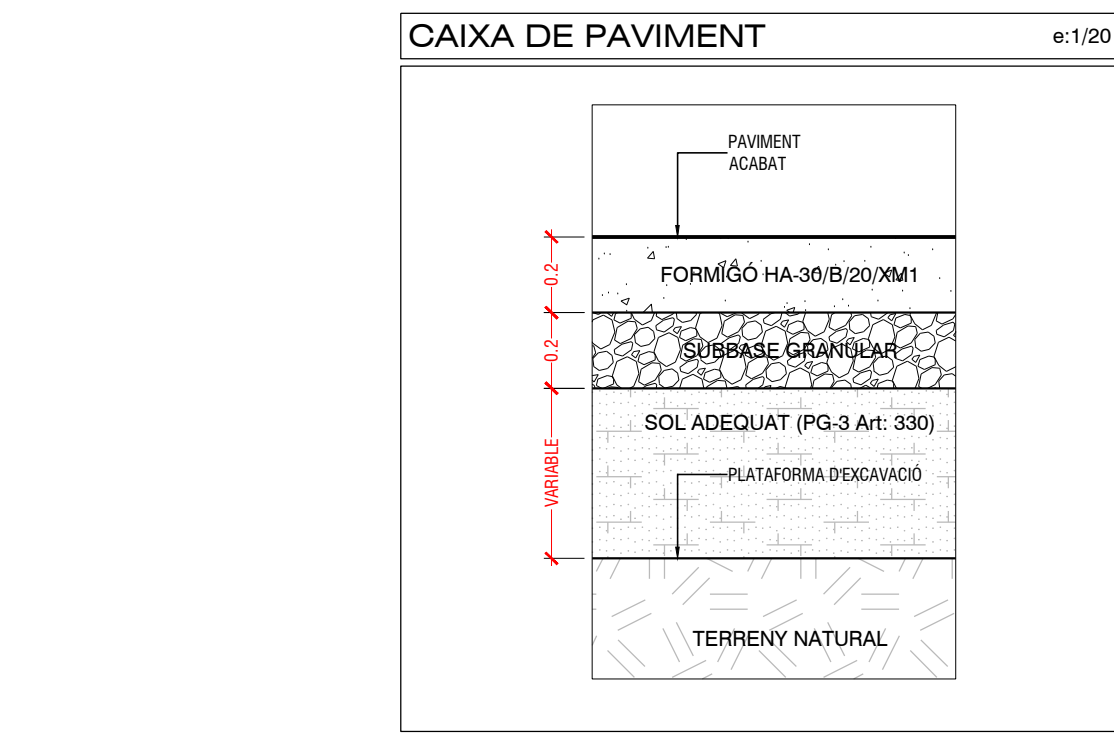 CAIXA DE PAVIMENT
e:1/20
PAVIMENT
ACABAT
0.2
FORMIGÓ HA-30/B/20/XM1
0.2
SUBBASE GRANULAR
SOL ADEQUAT (PG-3 Art: 330)
VARIABLE
PLATAFORMA D'EXCAVACIÓ
TERRENY NATURAL